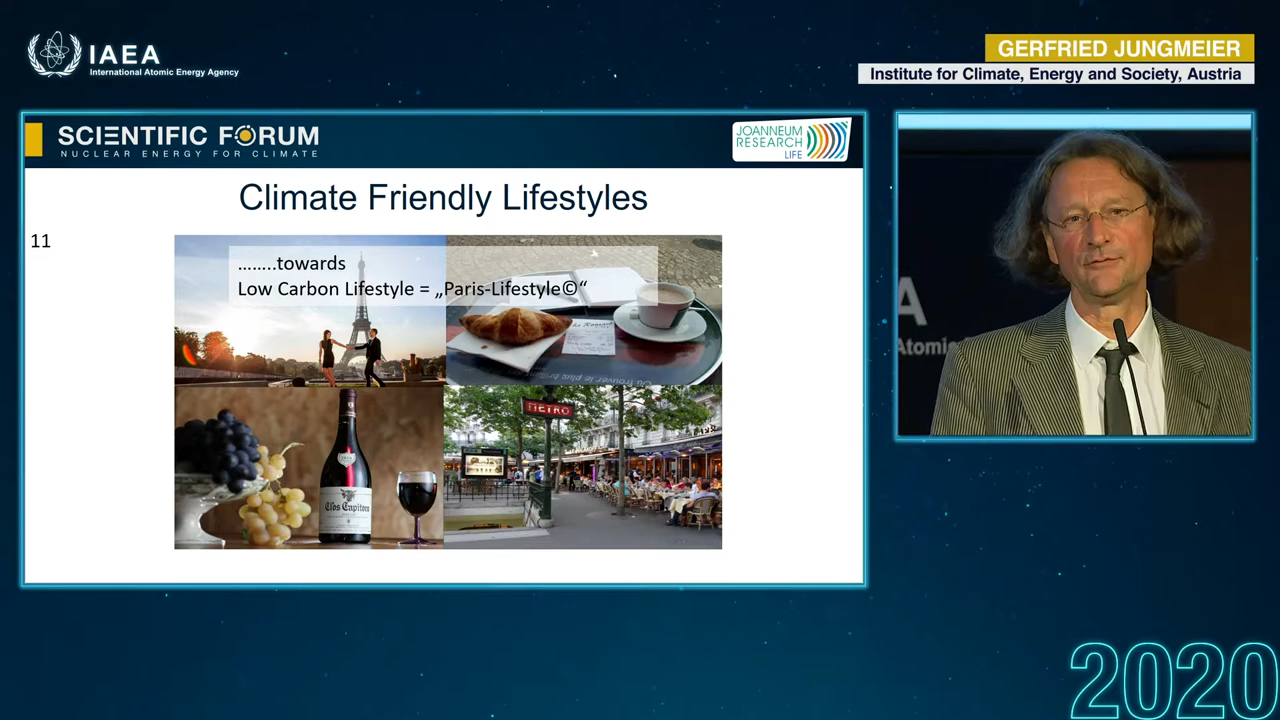 IAEA
International Atomic Energy Agency
GERFRIED JUNGMEIER
Institute for Climate, Energy and Society, Austria
SCIENTIFIC FORUM
NUCLEAR ENERGY FOR CLIMATE
JOANNEUM
RESEARCH
LIFE
Climate Friendly Lifestyles
11
........towards
Low Carbon Lifestyle = „Paris-Lifestyle©“
METRO
Clos Capitoro
A
Atomic
2020